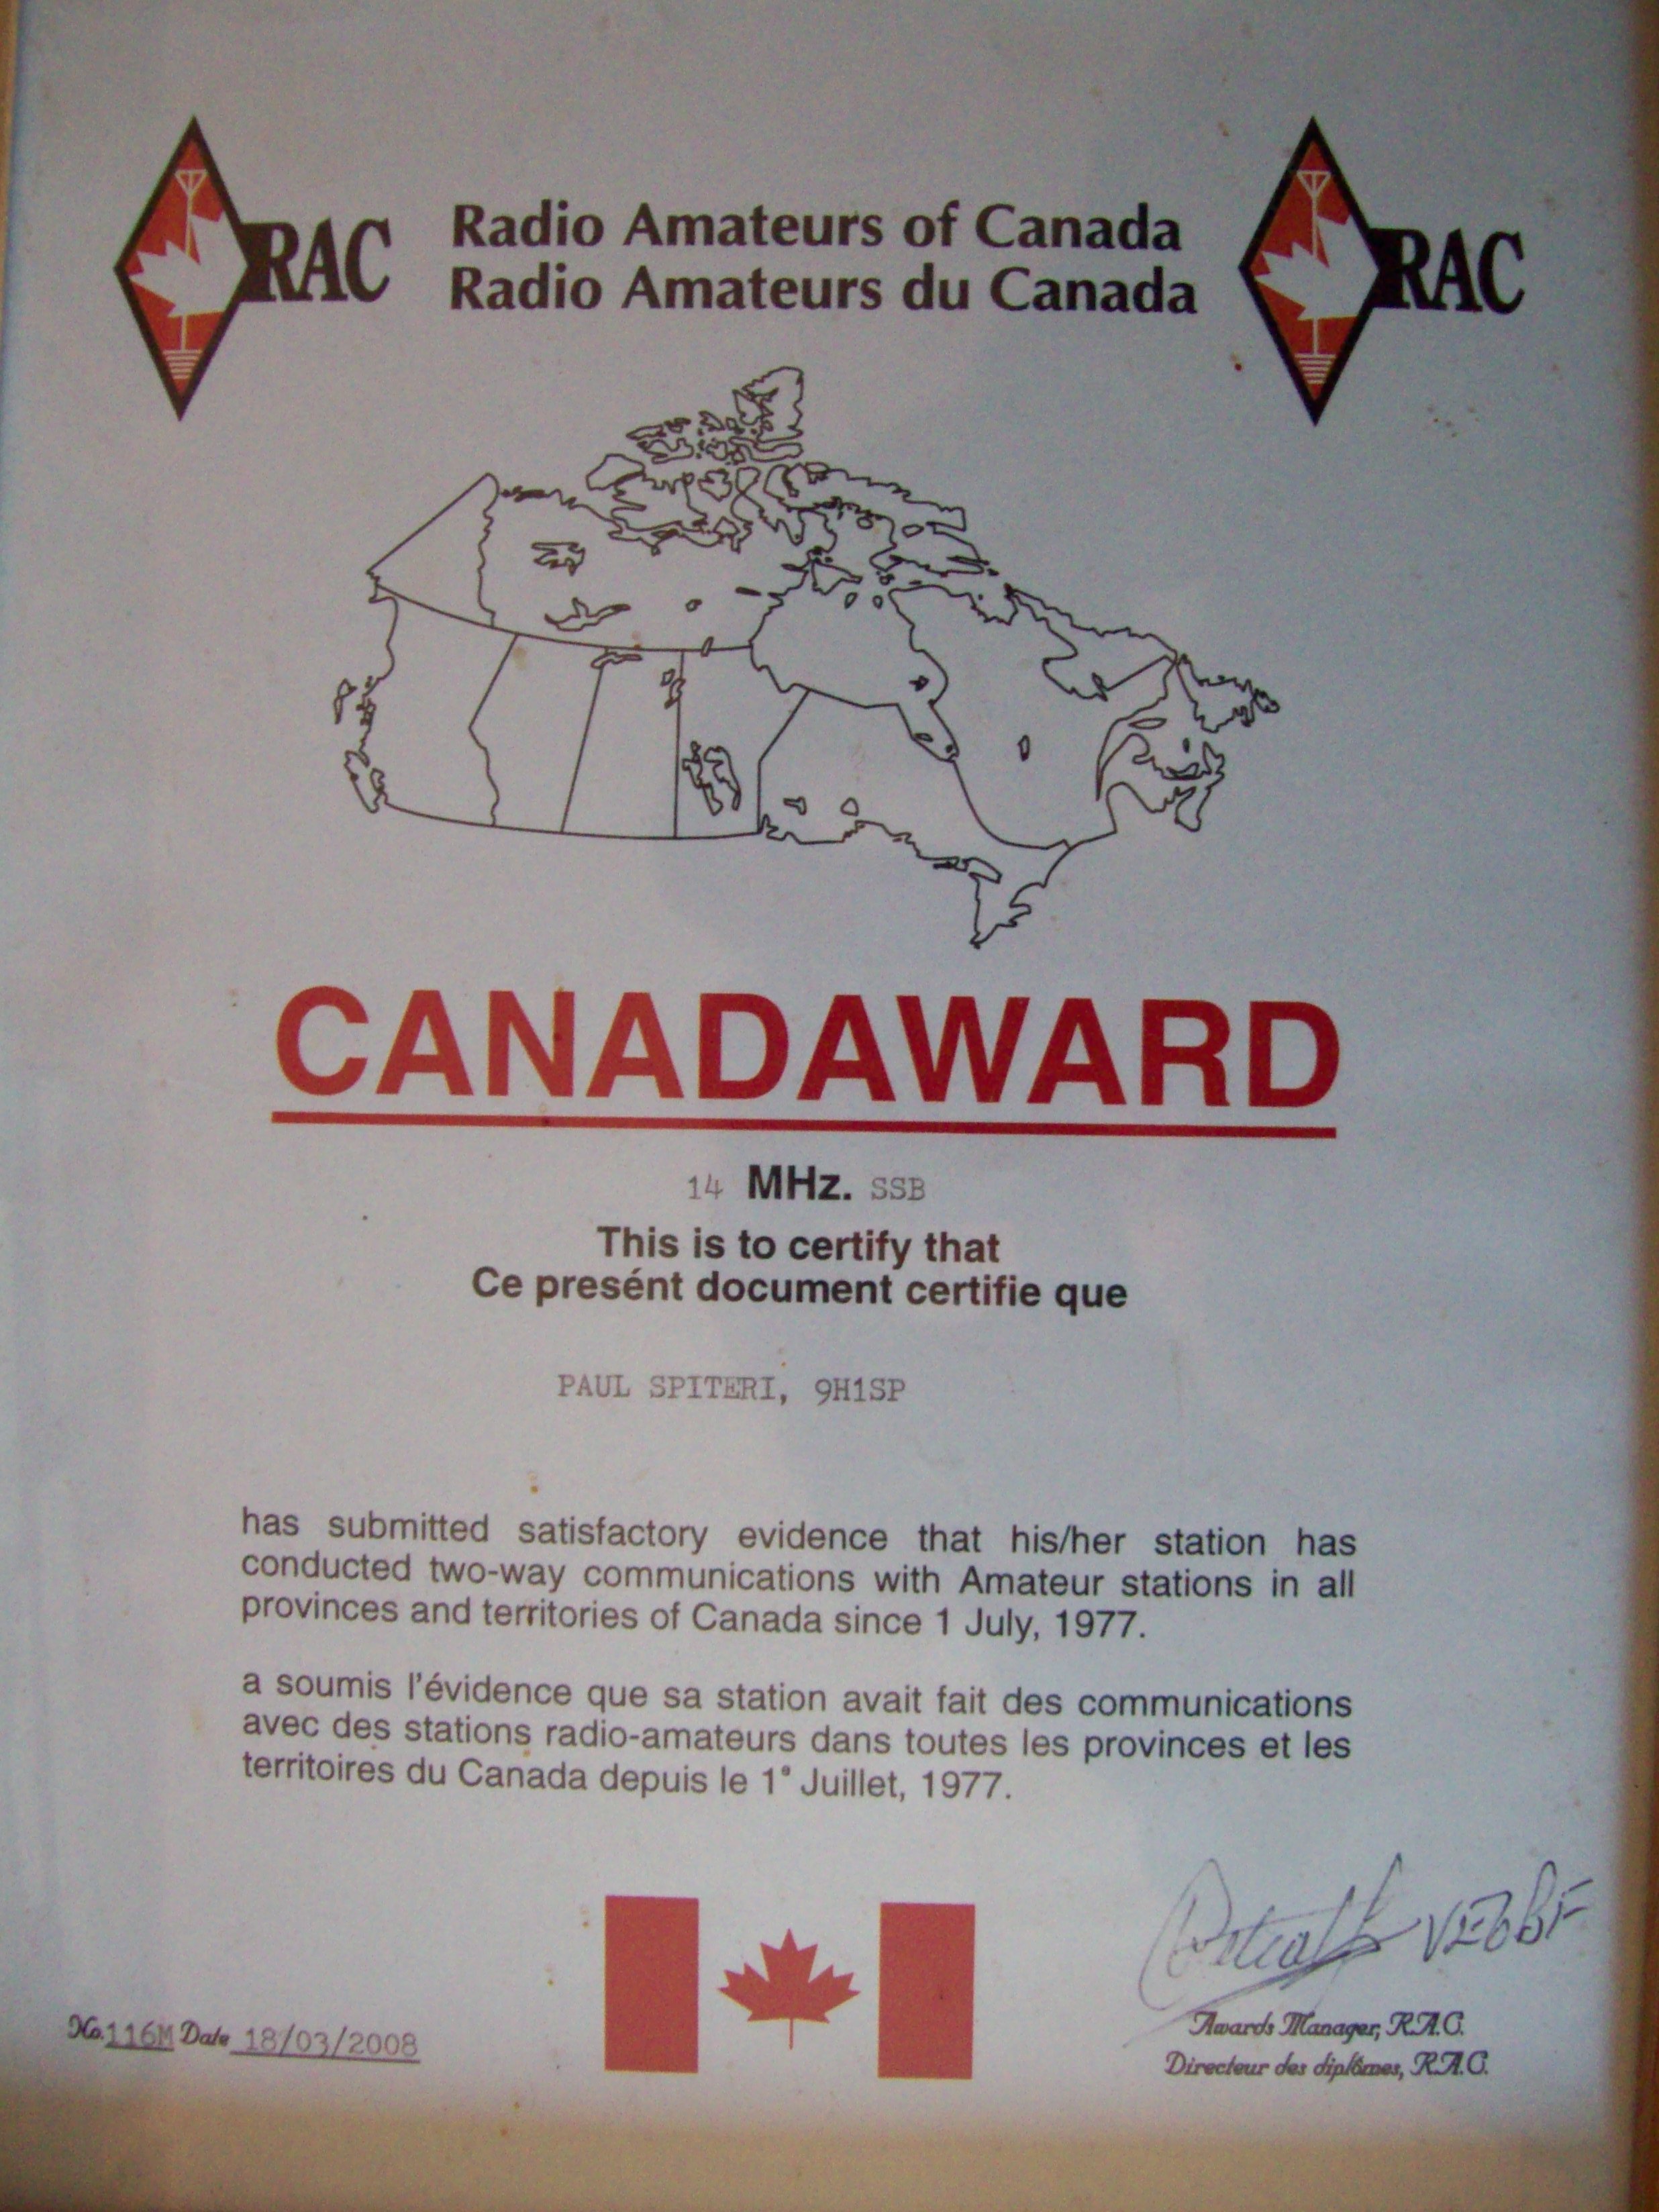 RAC
Radio Amateurs of Canada
Radio Amateurs du Canada
RAC
CANADAWARD
14 MHz. SSB
This is to certify that
Ce presént document certifie que
PAUL SPITERI, 9H1SP
has submitted satisfactory evidence that his/her station has
conducted two-way communications with Amateur stations in all
provinces and territories of Canada since 1 July, 1977.
a soumis l'évidence que sa station avait fait des communications
avec des stations radio-amateurs dans toutes les provinces et les
territoires du Canada depuis le 1° Juillet, 1977.
No. 116M Date 18/03/2008
Awards Manager, R.A.C.
Directeur des diplômes, R.A.C.